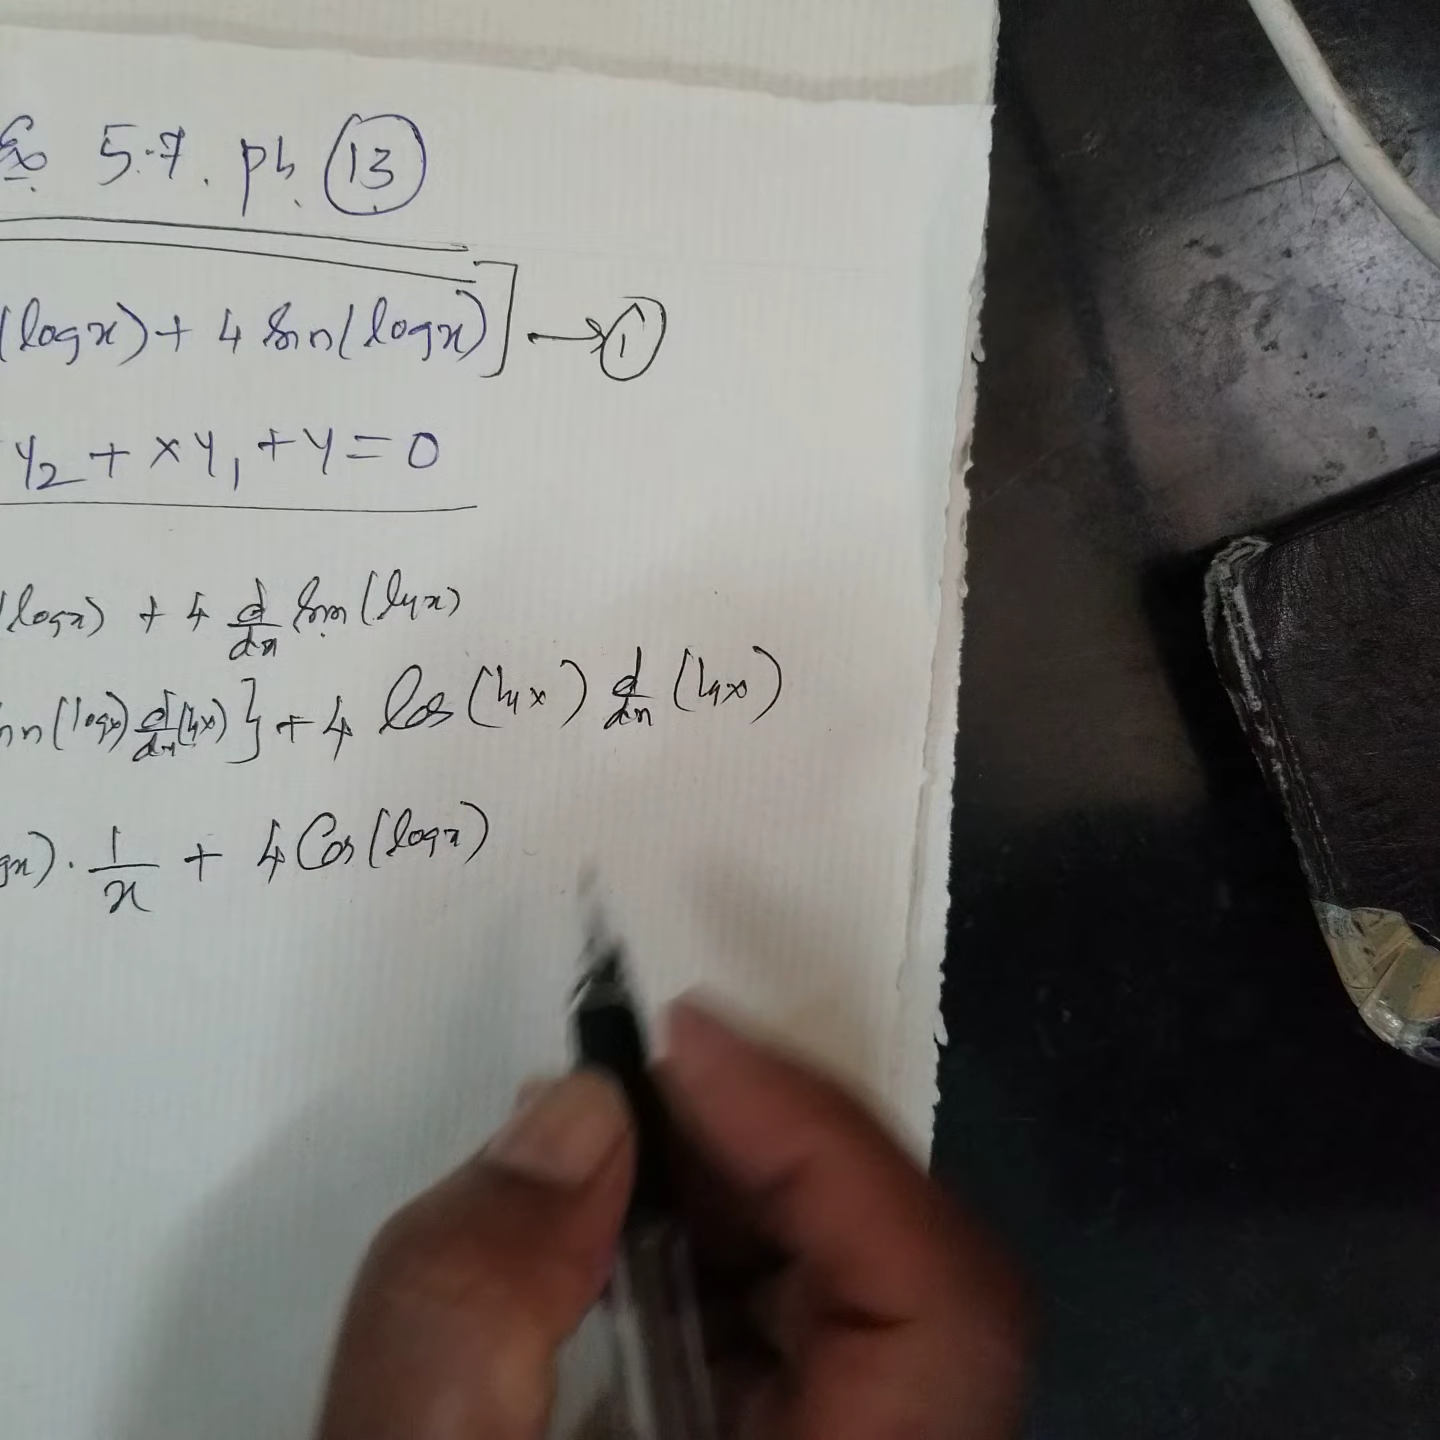 Ex 5.7. pb. 13
(logx) + 4 Sin(logx)] → 1
y₂ + xy₁ + y = 0
(logx) + 4 d/dx Sin(logx)
n(logx) d/dx(logx)} + 4 Cos(logx) d/dx (logx)
gx) · 1/x + 4 Cos(logx)